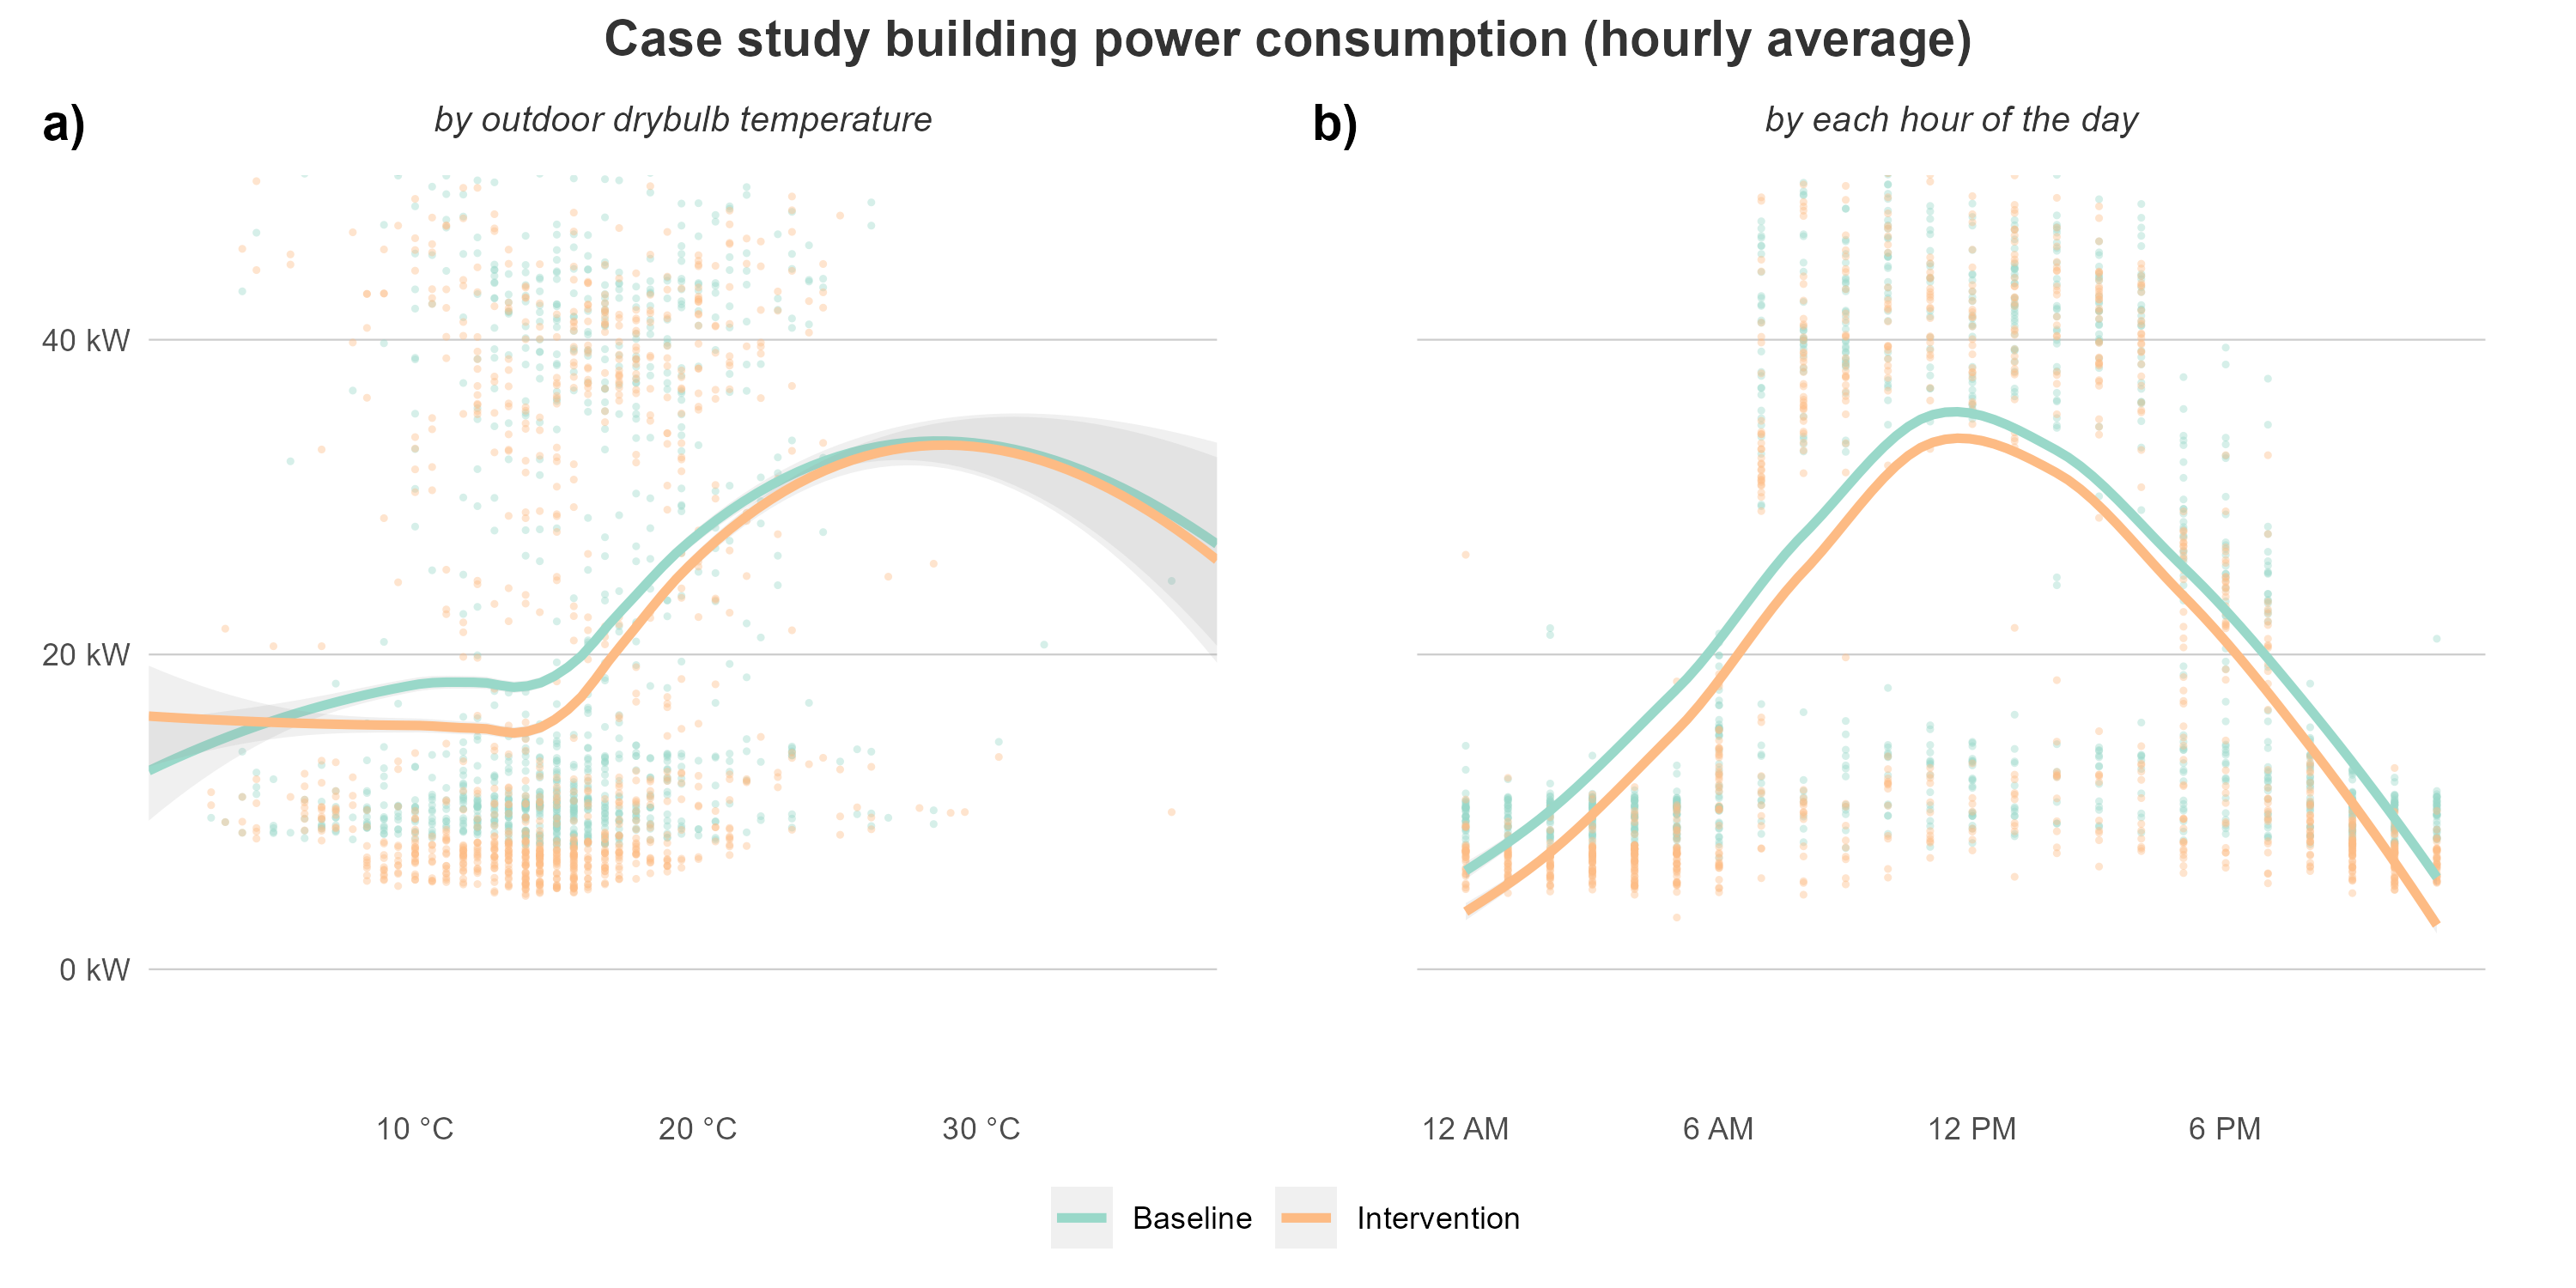 Case study building power consumption (hourly average)
a)
by outdoor drybulb temperature
b)
by each hour of the day
40 kW
20 kW
0 kW
10 °C
20 °C
30 °C
12 AM
6 AM
12 PM
6 PM
Baseline
Intervention